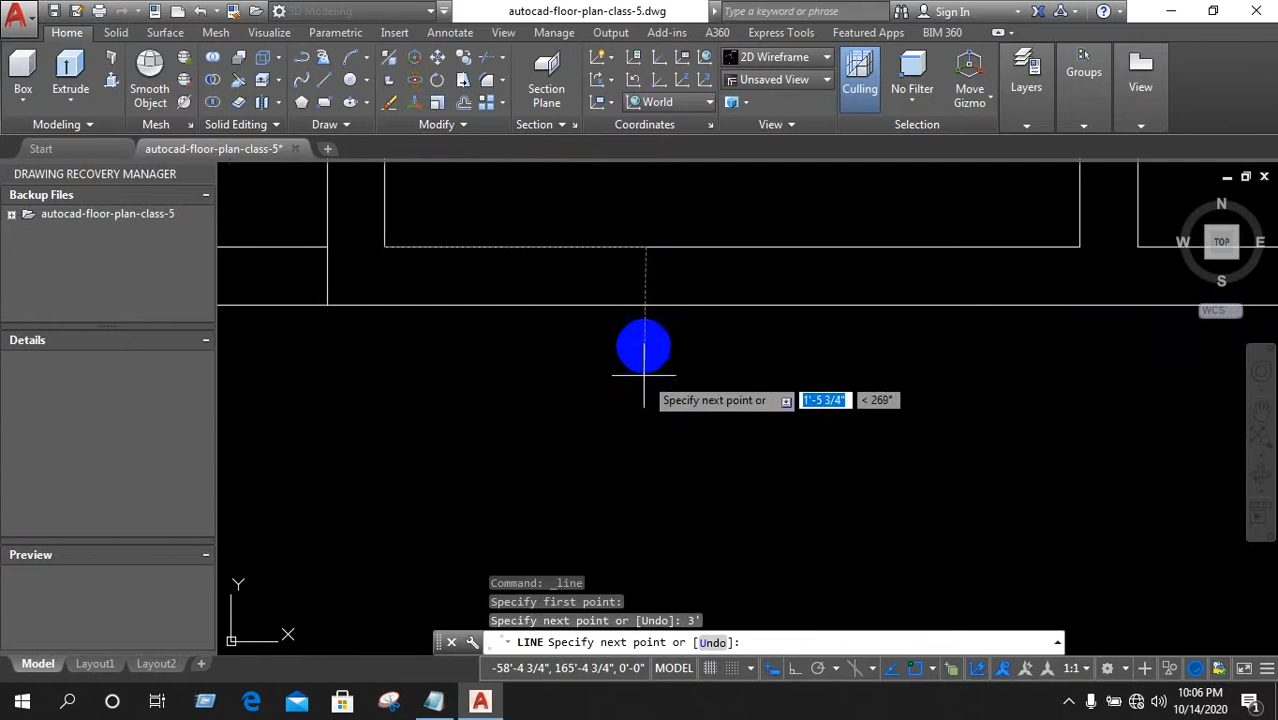 3D Modeling
autocad-floor-plan-class-5.dwg
Type a keyword or phrase
Sign In
Home Solid Surface Mesh Visualize Parametric Insert Annotate View Manage Output Add-ins A360 Express Tools Featured Apps BIM 360
Box
Extrude
Smooth Object
Section Plane
2D Wireframe
Unsaved View
World
Culling
No Filter
Move Gizmo
Layers
Groups
View
Modeling Mesh Solid Editing Draw Modify Section Coordinates View Selection
Start
autocad-floor-plan-class-5*
DRAWING RECOVERY MANAGER
Backup Files
autocad-floor-plan-class-5
Details
Preview
N
W TOP E
S
WCS
Specify next point or 1'-5 3/4" < 269°
Y
X
Command: _line
Specify first point:
Specify next point or [Undo]: 3'
LINE Specify next point or [Undo]:
Model Layout1 Layout2
-58'-4 3/4", 165'-4 3/4", 0'-0" MODEL 1:1
10:06 PM
10/14/2020
1